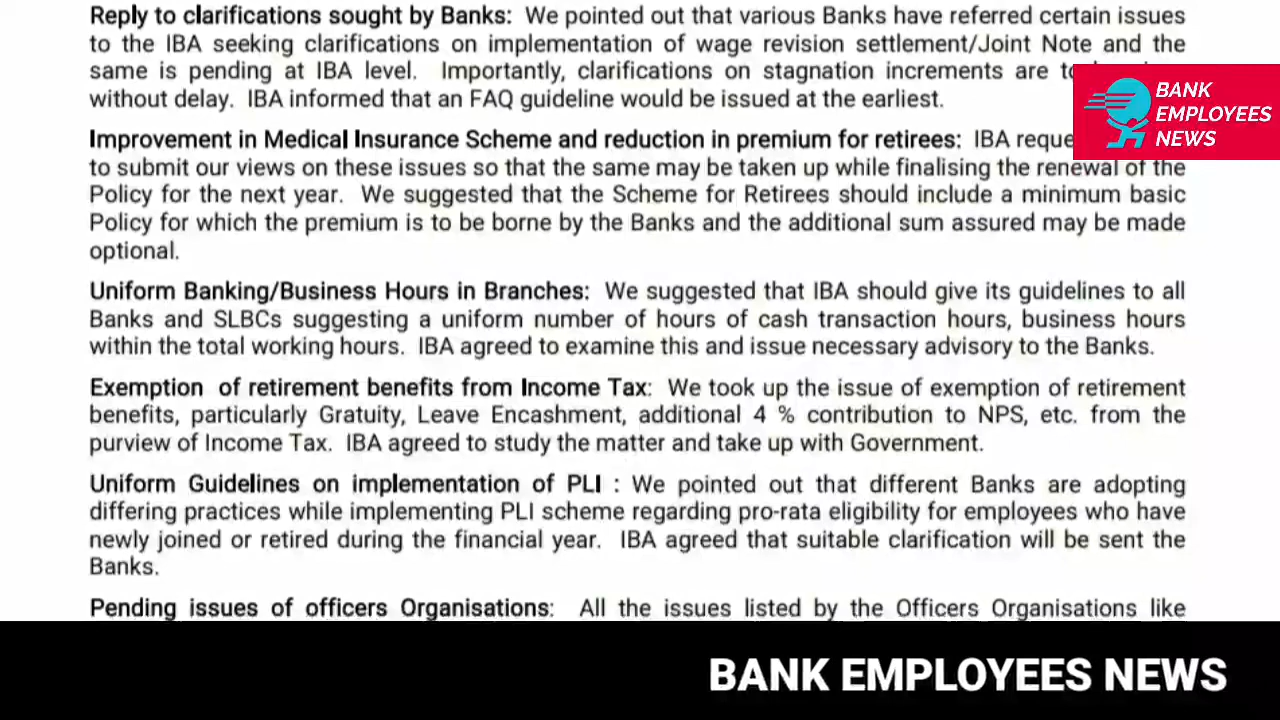 Reply to clarifications sought by Banks: We pointed out that various Banks have referred certain issues
to the IBA seeking clarifications on implementation of wage revision settlement/Joint Note and the
same is pending at IBA level. Importantly, clarifications on stagnation increments are
without delay. IBA informed that an FAQ guideline would be issued at the earliest.
Improvement in Medical Insurance Scheme and reduction in premium for retirees: IBA
to submit our views on these issues so that the same may be taken up while finalising the renewal of the
Policy for the next year. We suggested that the Scheme for Retirees should include a minimum basic
Policy for which the premium is to be borne by the Banks and the additional sum assured may be made
optional.
Uniform Banking/Business Hours in Branches: We suggested that IBA should give its guidelines to all
Banks and SLBCs suggesting a uniform number of hours of cash transaction hours, business hours
within the total working hours. IBA agreed to examine this and issue necessary advisory to the Banks.
Exemption of retirement benefits from Income Tax: We took up the issue of exemption of retirement
benefits, particularly Gratuity, Leave Encashment, additional 4 % contribution to NPS, etc. from the
purview of Income Tax. IBA agreed to study the matter and take up with Government.
Uniform Guidelines on implementation of PLI : We pointed out that different Banks are adopting
differing practices while implementing PLI scheme regarding pro-rata eligibility for employees who have
newly joined or retired during the financial year. IBA agreed that suitable clarification will be sent the
Banks.
Pending issues of officers Organisations: All the issues listed by the Officers Organisations like
BANK
EMPLOYEES
NEWS
BANK EMPLOYEES NEWS